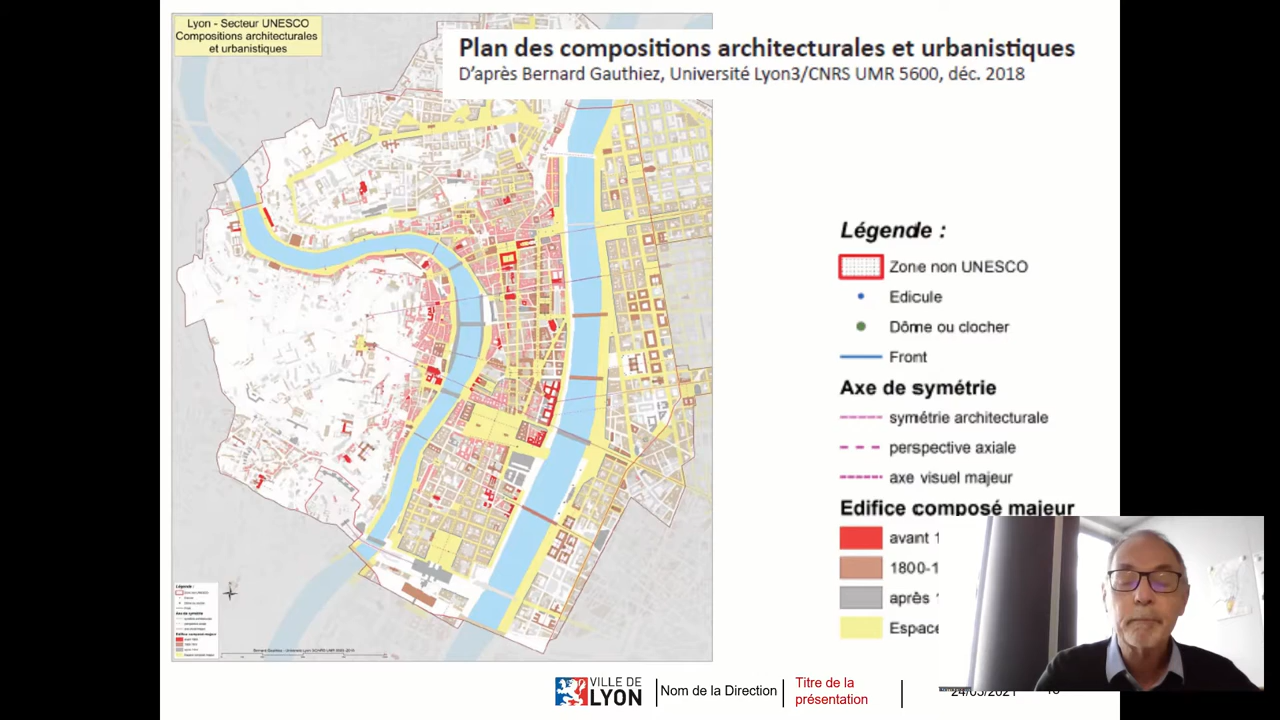 Lyon - Secteur UNESCO
Compositions architecturales
et urbanistiques
Plan des compositions architecturales et urbanistiques
D'après Bernard Gauthiez, Université Lyon3/CNRS UMR 5600, déc. 2018
Légende :
Zone non UNESCO
Edicule
Dôme ou clocher
Front
Axe de symétrie
symétrie architecturale
perspective axiale
axe visuel majeur
Edifice composé majeur
avant 1
1800-1
après
Espace
VILLE DE
LYON
Nom de la Direction
Titre de la
présentation